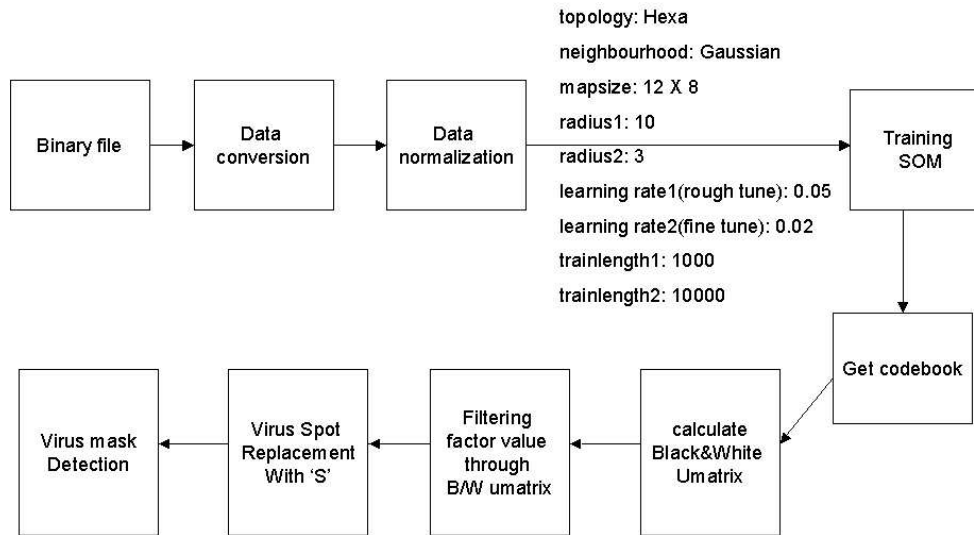 topology: Hexa
neighbourhood: Gaussian
mapsize: 12 X 8
radius1: 10
radius2: 3
learning rate1(rough tune): 0.05
learning rate2(fine tune): 0.02
trainlength1: 1000
trainlength2: 10000
Binary file
Data
conversion
Data
normalization
Training
SOM
Get codebook
calculate
Black&White
Umatrix
Filtering
factor value
through
B/W umatrix
Virus Spot
Replacement
With ‘S’
Virus mask
Detection